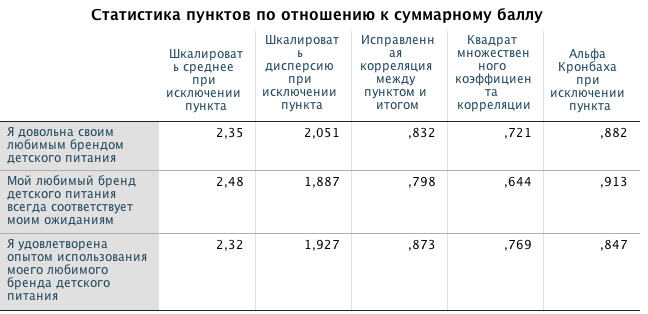 Статистика пунктов по отношению к суммарному баллу
Шкалироват
ь среднее
при
исключении
пункта
Шкалироват
ь
дисперсию
при
исключении
пункта
Исправленн
ая
корреляция
между
пунктом и
итогом
Квадрат
множествен
ного
коэффициен
та
корреляции
Альфа
Кронбаха
при
исключении
пункта
Я довольна своим
любимым брендом
детского питания
2,35 2,051 ,832 ,721 ,882
Мой любимый бренд
детского питания
всегда соответствует
моим ожиданиям
2,48 1,887 ,798 ,644 ,913
Я удовлетворена
опытом использования
моего любимого
бренда детского
питания
2,32 1,927 ,873 ,769 ,847